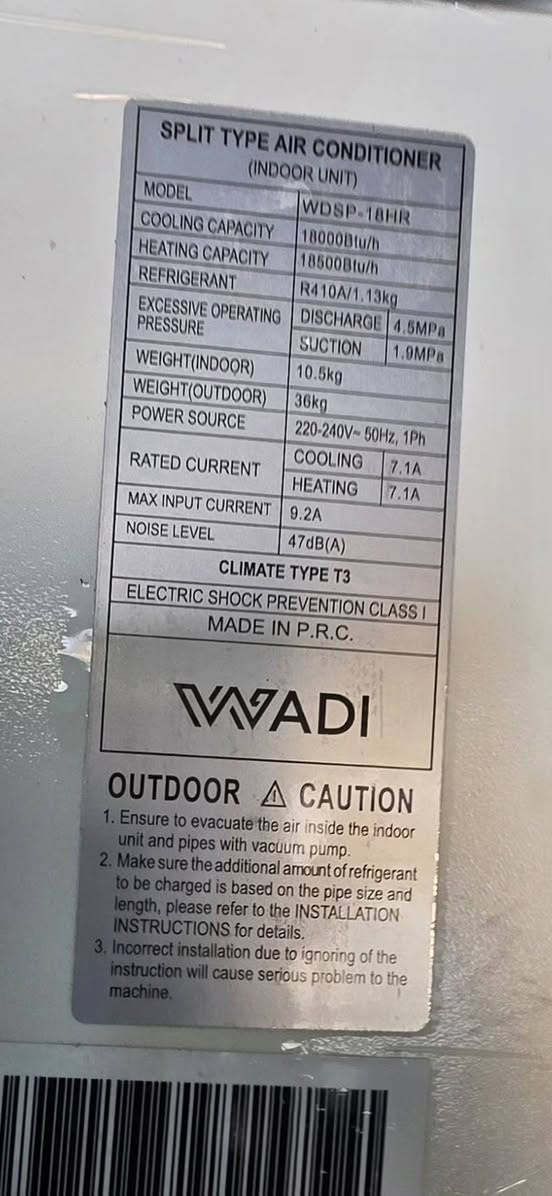 SPLIT TYPE AIR CONDITIONER
(INDOOR UNIT)
MODEL WDSP-18HR
COOLING CAPACITY 18000Btu/h
HEATING CAPACITY 18500Btu/h
REFRIGERANT R410A/1.13kg
EXCESSIVE OPERATING PRESSURE DISCHARGE 4.5MPa
SUCTION 1.9MPa
WEIGHT(INDOOR) 10.5kg
WEIGHT(OUTDOOR) 36kg
POWER SOURCE 220-240V~ 50Hz, 1Ph
RATED CURRENT COOLING 7.1A
HEATING 7.1A
MAX INPUT CURRENT 9.2A
NOISE LEVEL 47dB(A)
CLIMATE TYPE T3
ELECTRIC SHOCK PREVENTION CLASS I
MADE IN P.R.C.
WADI
OUTDOOR ⚠ CAUTION
1. Ensure to evacuate the air inside the indoor
unit and pipes with vacuum pump.
2. Make sure the additional amount of refrigerant
to be charged is based on the pipe size and
length, please refer to the INSTALLATION
INSTRUCTIONS for details.
3. Incorrect installation due to ignoring of the
instruction will cause serious problem to the
machine.